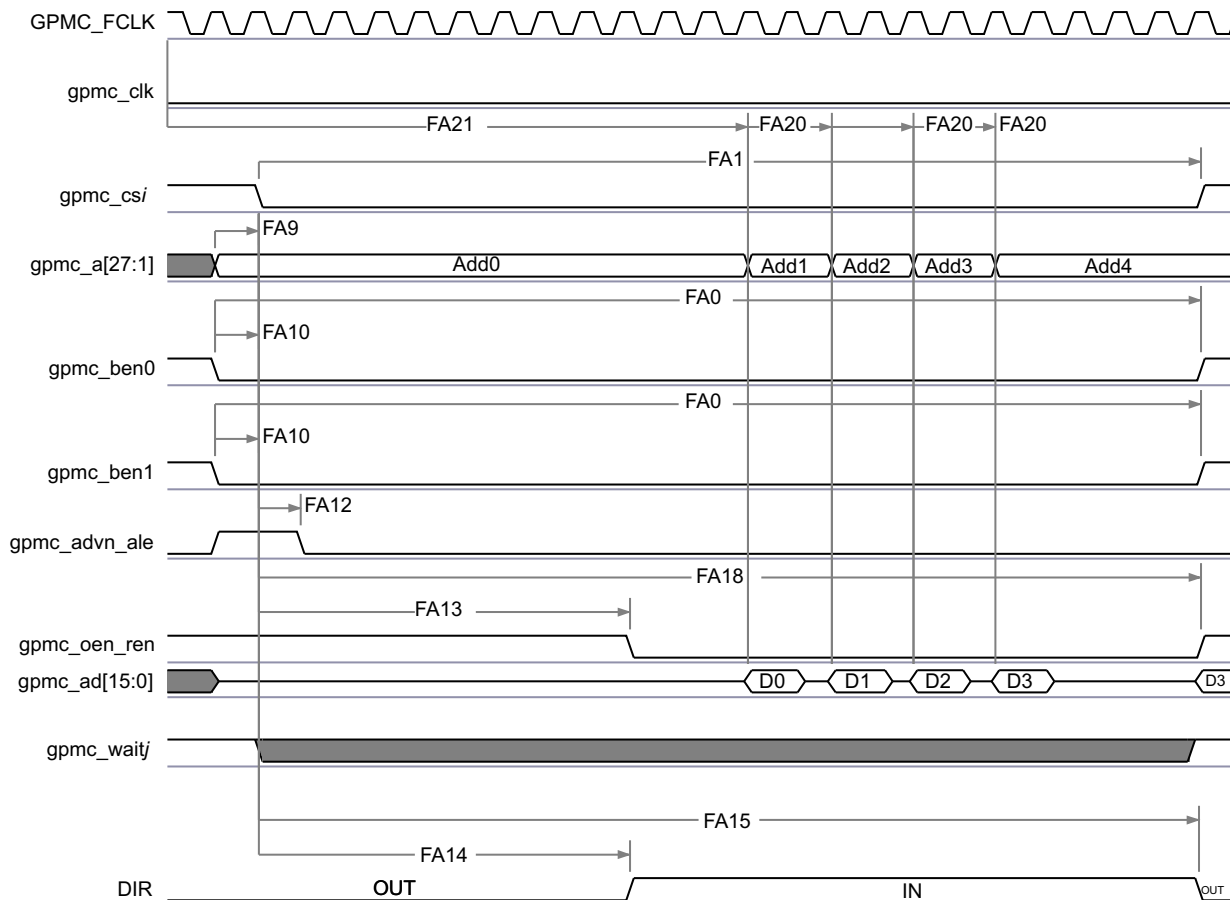 GPMC_FCLK
gpmc_clk
FA21 FA20 FA20 FA20
FA1
gpmc_csi
FA9
gpmc_a[27:1] Add0 Add1 Add2 Add3 Add4
FA0
FA10
gpmc_ben0
FA0
FA10
gpmc_ben1
FA12
gpmc_advn_ale
FA18
FA13
gpmc_oen_ren
gpmc_ad[15:0] D0 D1 D2 D3 D3
gpmc_waitj
FA15
FA14
DIR OUT IN OUT